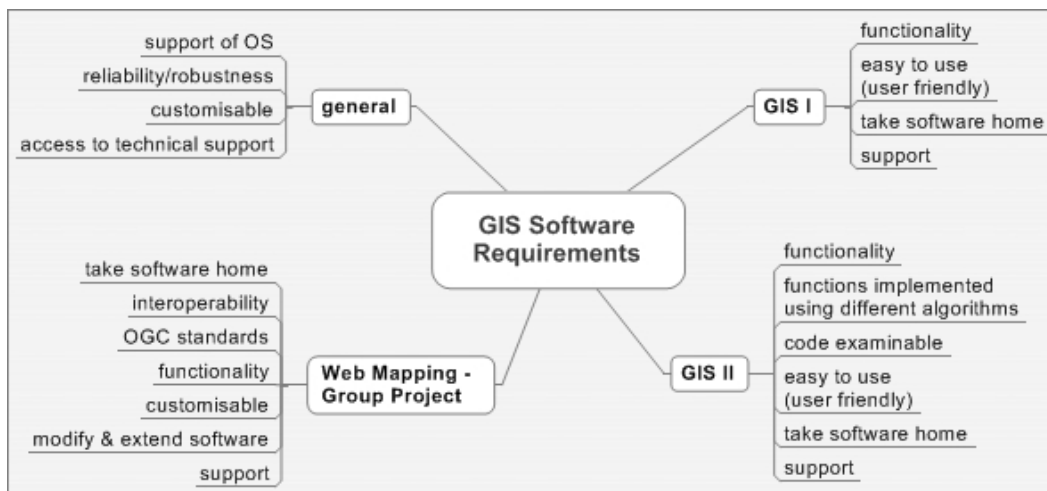 GIS Software
Requirements
general
support of OS
reliability/robustness
customisable
access to technical support
GIS I
functionality
easy to use
(user friendly)
take software home
support
Web Mapping -
Group Project
take software home
interoperability
OGC standards
functionality
customisable
modify & extend software
support
GIS II
functionality
functions implemented
using different algorithms
code examinable
easy to use
(user friendly)
take software home
support